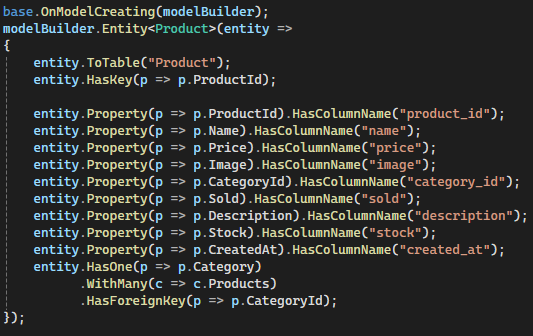 base.OnModelCreating(modelBuilder);
modelBuilder.Entity<Product>(entity =>
{
    entity.ToTable("Product");
    entity.HasKey(p => p.ProductId);

    entity.Property(p => p.ProductId).HasColumnName("product_id");
    entity.Property(p => p.Name).HasColumnName("name");
    entity.Property(p => p.Price).HasColumnName("price");
    entity.Property(p => p.Image).HasColumnName("image");
    entity.Property(p => p.CategoryId).HasColumnName("category_id");
    entity.Property(p => p.Sold).HasColumnName("sold");
    entity.Property(p => p.Description).HasColumnName("description");
    entity.Property(p => p.Stock).HasColumnName("stock");
    entity.Property(p => p.CreatedAt).HasColumnName("created_at");
    entity.HasOne(p => p.Category)
          .WithMany(c => c.Products)
          .HasForeignKey(p => p.CategoryId);
});